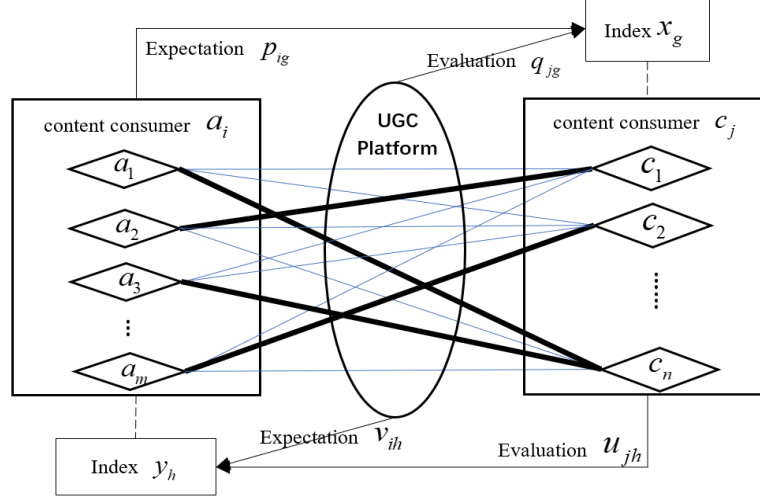 Expectation p_ig
Index x_g
Evaluation q_jg
UGC
Platform
content consumer a_i
content consumer c_j
a_1
c_1
a_2
c_2
a_3
a_m
c_n
Expectation v_ih
Evaluation u_jh
Index y_h